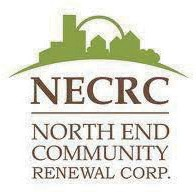 NECRC
NORTH END
COMMUNITY
RENEWAL CORP.